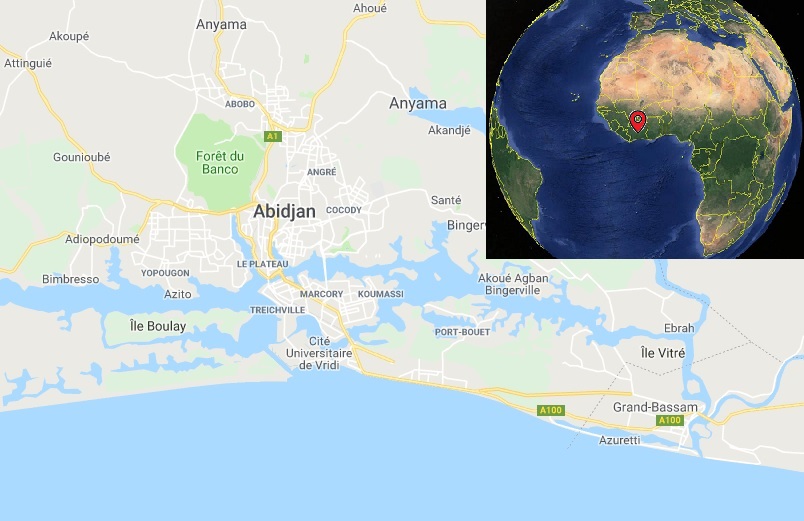 Ahoué
Anyama
Akoupé
Attinguié
ABOBO
Anyama
Akandjé
A1
Gounioubé
Forêt du
Banco
ANGRÉ
Santé
Abidjan
COCODY
Binger
Adiopodoumé
LE PLATEAU
YOPOUGON
Bimbresso
Azito
MARCORY
KOUMASSI
Akoué Agban
Bingerville
TREICHVILLE
Île Boulay
PORT-BOUET
Ebrah
Cité
Universitaire
de Vridi
Île Vitré
A100
Grand-Bassam
A100
Azuretti